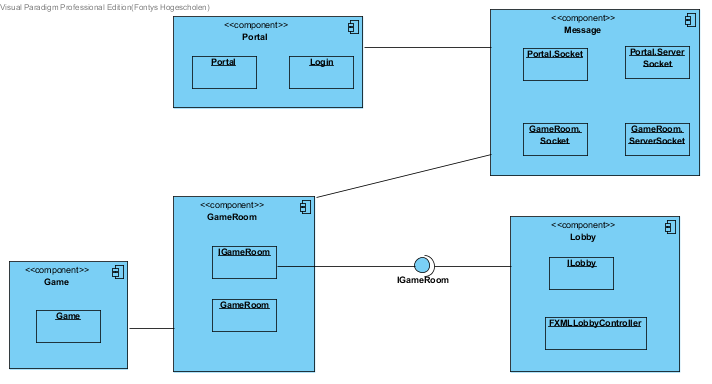 Visual Paradigm Professional Edition(Fontys Hogescholen)
<<component>>
Portal
Portal
Login
<<component>>
Message
Portal.Socket
Portal.Server
Socket
GameRoom.
Socket
GameRoom.
ServerSocket
<<component>>
GameRoom
IGameRoom
GameRoom
IGameRoom
<<component>>
Lobby
ILobby
FXMLLobbyController
<<component>>
Game
Game